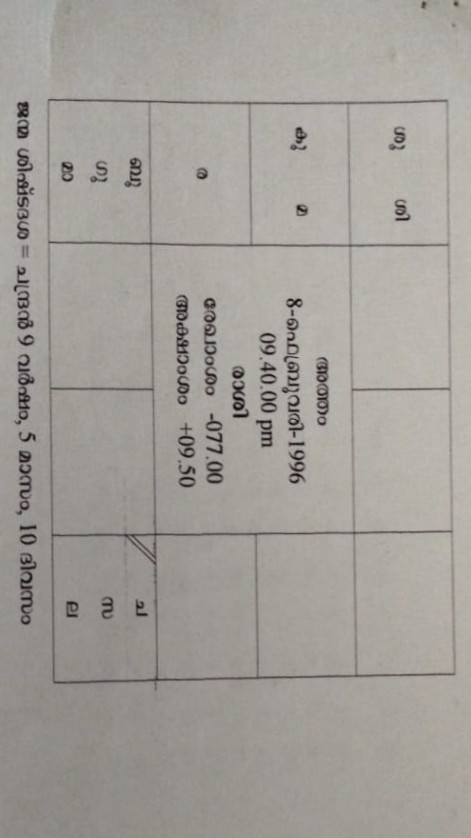 ശു ശി
കു മ
ര
ബു
ഗു
മാ
അത്തം
8-ഫെബ്രുവരി-1996
09.40.00 pm
രാശി
രേഖാംശം -077.00
അക്ഷാംശം +09.50
ച
സ
ല
ജന്മ ശിഷ്ടദശ = ചന്ദ്രൻ 9 വർഷം, 5 മാസം, 10 ദിവസം